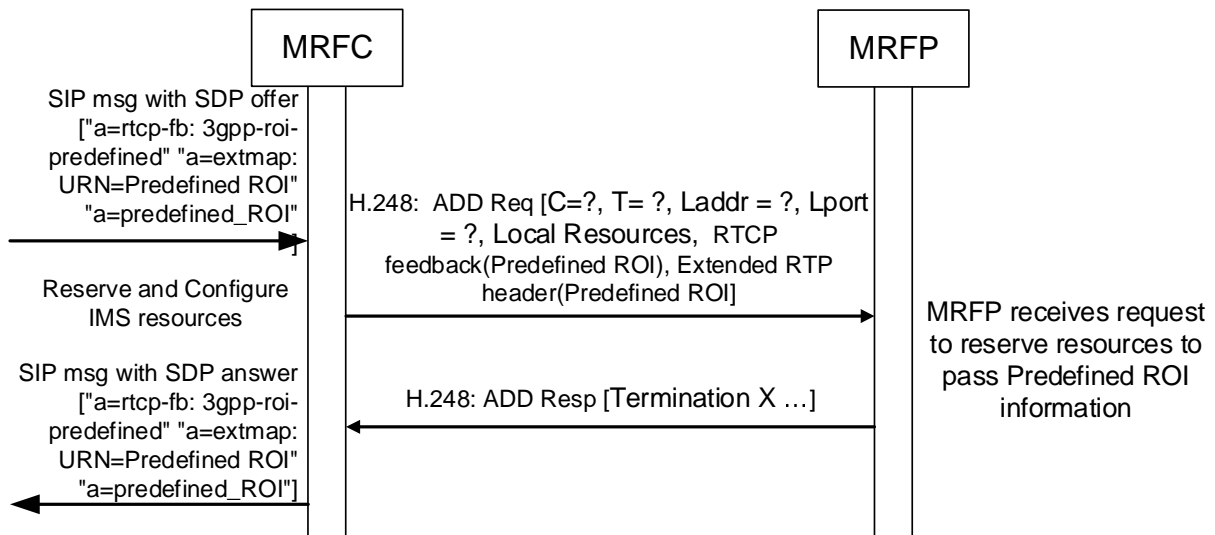 MRFC
MRFP
SIP msg with SDP offer
["a=rtcp-fb: 3gpp-roi-
predefined" "a=extmap:
URN=Predefined ROI"
"a=predefined_ROI"
]
H.248:  ADD Req [C=?, T= ?, Laddr = ?, Lport
= ?, Local Resources,  RTCP
feedback(Predefined ROI), Extended RTP
header(Predefined ROI]
Reserve and Configure
IMS resources
MRFP receives request
to reserve resources to
pass Predefined ROI
information
SIP msg with SDP answer
["a=rtcp-fb: 3gpp-roi-
predefined" "a=extmap:
URN=Predefined ROI"
"a=predefined_ROI"]
H.248: ADD Resp [Termination X …]